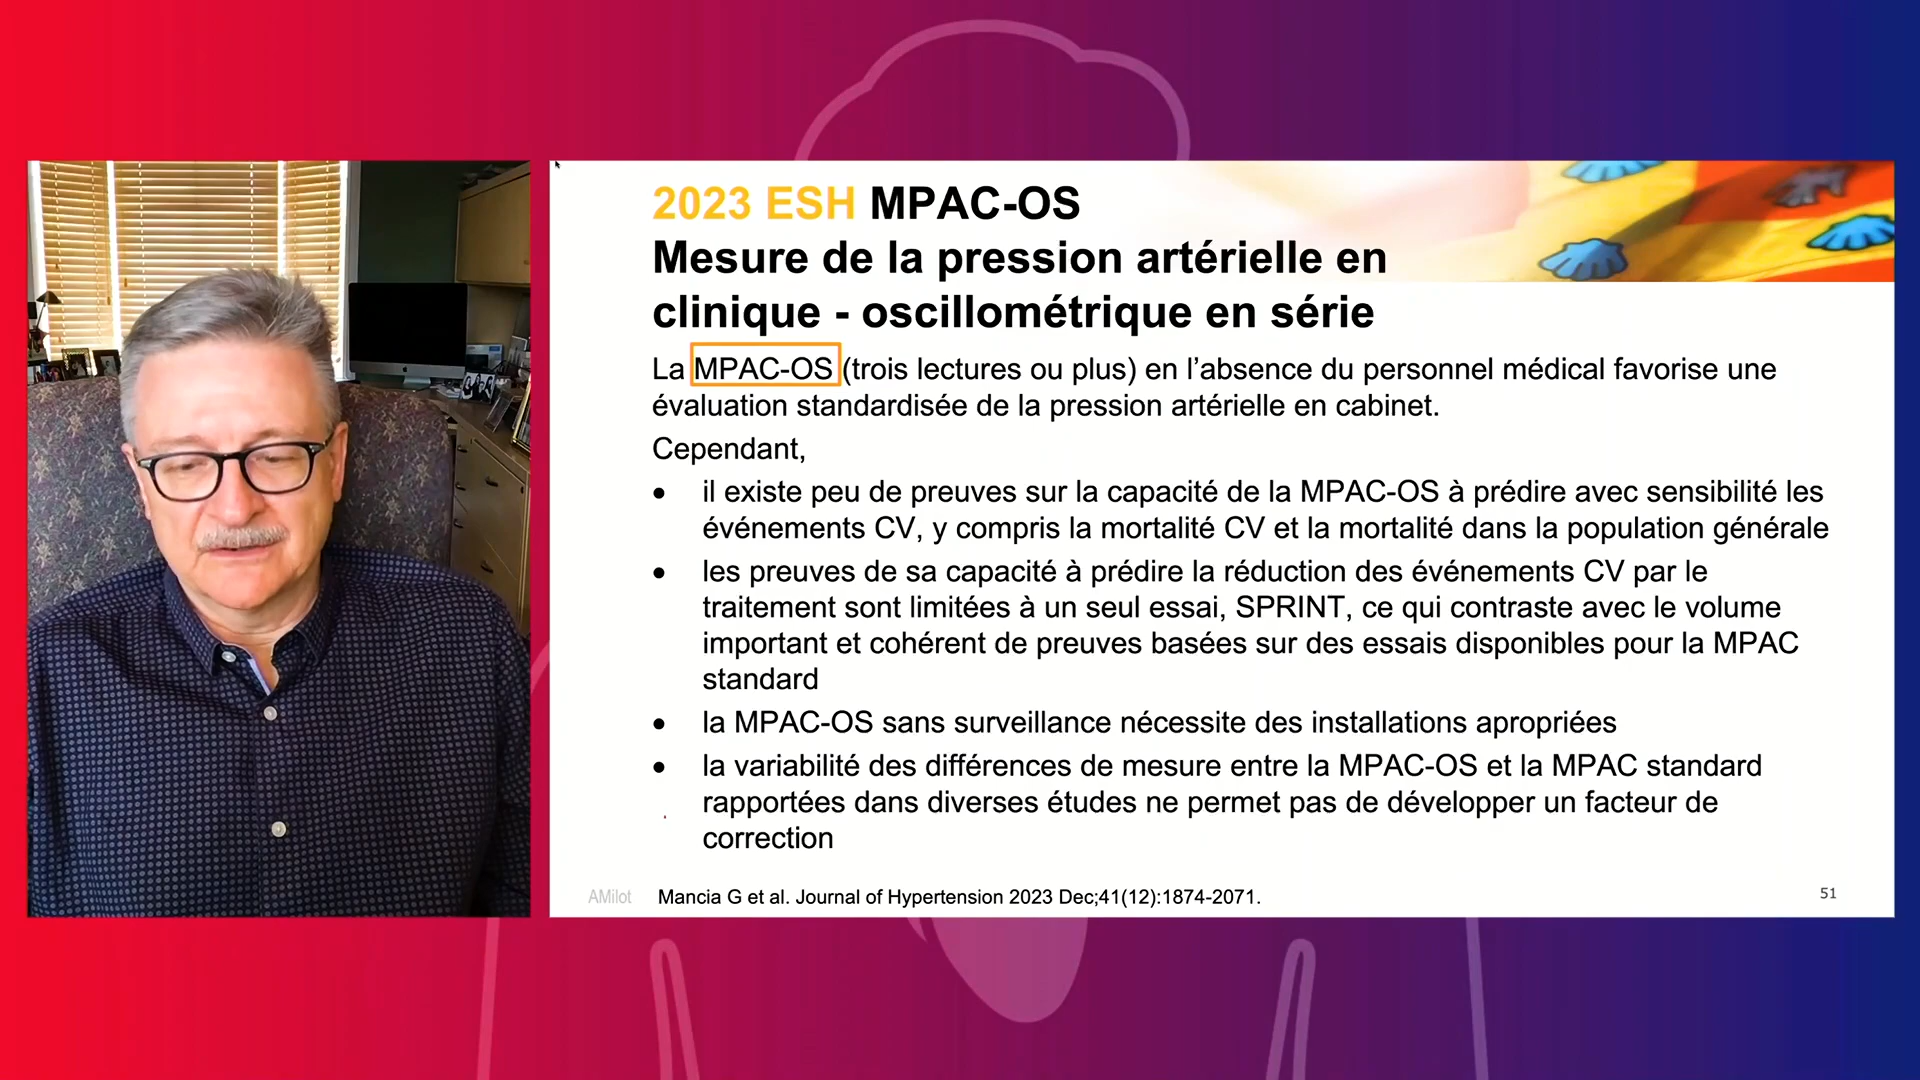 2023 ESH MPAC-OS
Mesure de la pression artérielle en
clinique - oscillométrique en série
La MPAC-OS (trois lectures ou plus) en l’absence du personnel médical favorise une
évaluation standardisée de la pression artérielle en cabinet.
Cependant,
• il existe peu de preuves sur la capacité de la MPAC-OS à prédire avec sensibilité les
événements CV, y compris la mortalité CV et la mortalité dans la population générale
• les preuves de sa capacité à prédire la réduction des événements CV par le
traitement sont limitées à un seul essai, SPRINT, ce qui contraste avec le volume
important et cohérent de preuves basées sur des essais disponibles pour la MPAC
standard
• la MPAC-OS sans surveillance nécessite des installations apropriées
• la variabilité des différences de mesure entre la MPAC-OS et la MPAC standard
rapportées dans diverses études ne permet pas de développer un facteur de
correction
AMilot Mancia G et al. Journal of Hypertension 2023 Dec;41(12):1874-2071. 51